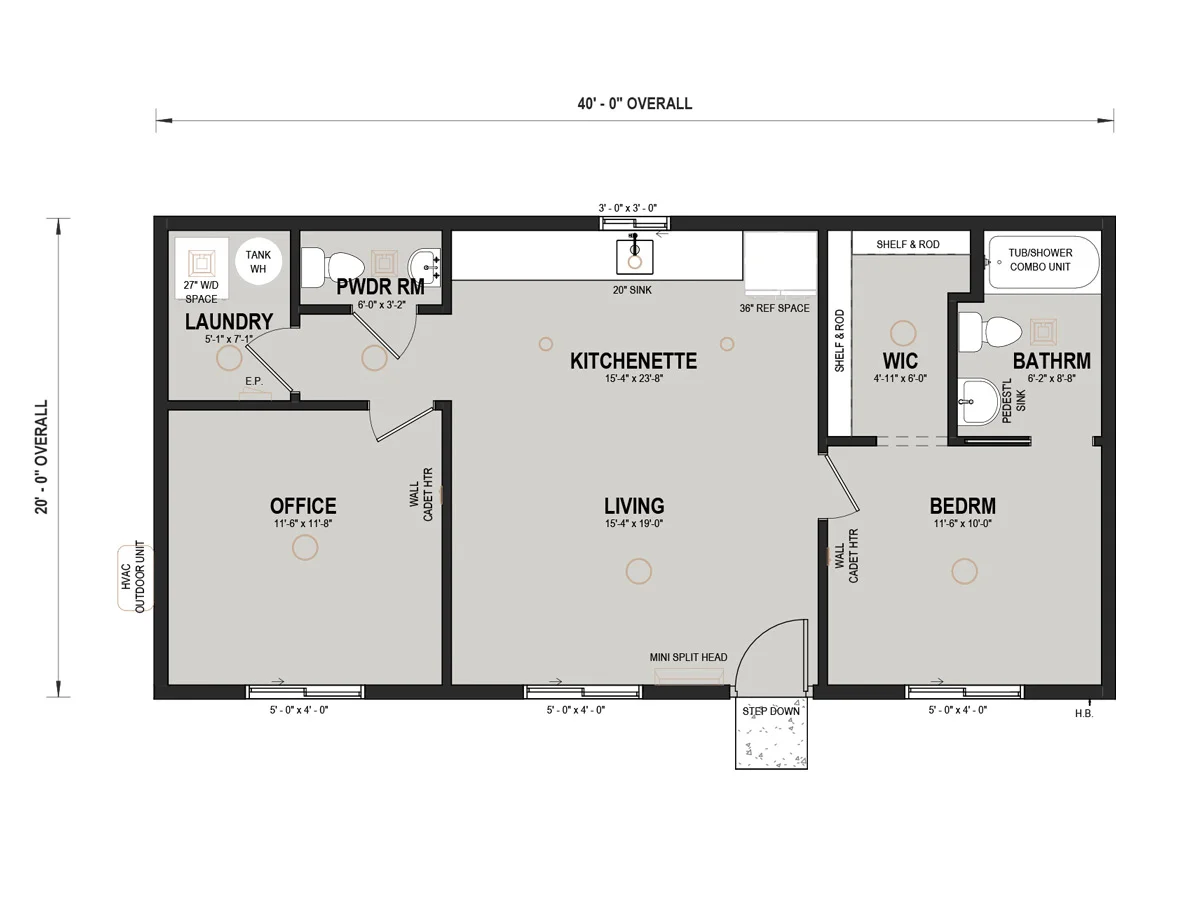 40' - 0" OVERALL
20' - 0" OVERALL
3' - 0" x 3' - 0"
27" W/D
SPACE
TANK
WH
LAUNDRY
5'-1" x 7'-1"
E.P.
PWDR RM
6'-0" x 3'-2"
20" SINK
36" REF SPACE
KITCHENETTE
15'-4" x 23'-8"
SHELF & ROD
SHELF & ROD
WIC
4'-11" x 6'-0"
TUB/SHOWER
COMBO UNIT
BATHRM
6'-2" x 8'-8"
PEDEST'L
SINK
OFFICE
11'-6" x 11'-8"
WALL
CADET HTR
LIVING
15'-4" x 19'-0"
BEDRM
11'-6" x 10'-0"
WALL
CADET HTR
HVAC
OUTDOOR UNIT
MINI SPLIT HEAD
5' - 0" x 4' - 0"
5' - 0" x 4' - 0"
STEP DOWN
5' - 0" x 4' - 0"
H.B.